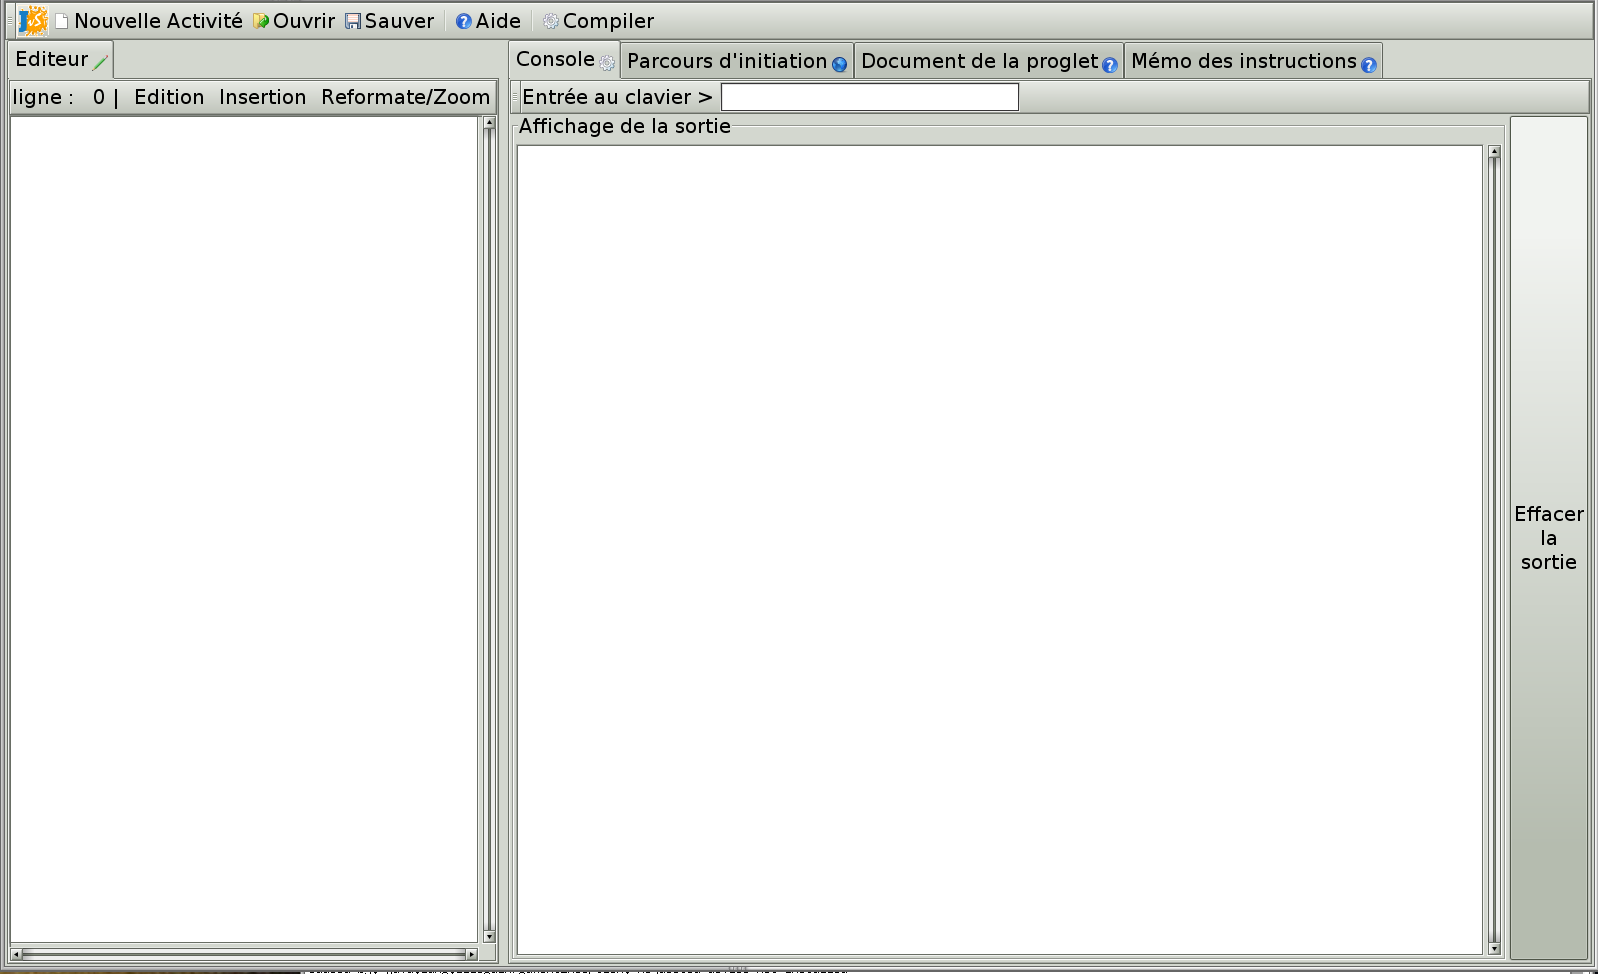 Nouvelle Activité Ouvrir Sauver Aide Compiler
Editeur
Console Parcours d'initiation Document de la proglet Mémo des instructions
ligne : 0 | Edition Insertion Reformate/Zoom
Entrée au clavier >
Affichage de la sortie
Effacer
la
sortie